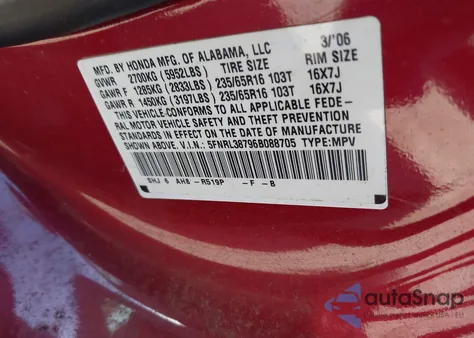 MFD. BY HONDA MFG. OF ALABAMA, LLC 3/'06
GVWR 2700KG (5952LBS) TIRE SIZE RIM SIZE
GAWR F 1285KG (2833LBS) 235/65R16 103T 16X7J
GAWR R 1450KG (3197LBS) 235/65R16 103T 16X7J
THIS VEHICLE CONFORMS TO ALL APPLICABLE FEDE-
RAL MOTOR VEHICLE SAFETY AND THEFT PREVENTION
STANDARDS IN EFFECT ON THE DATE OF MANUFACTURE
SHOWN ABOVE. V.I.N.: 5FNRL38796B088705 TYPE:MPV
SHJ 6 AHE - R519P - F - B
autoSnap